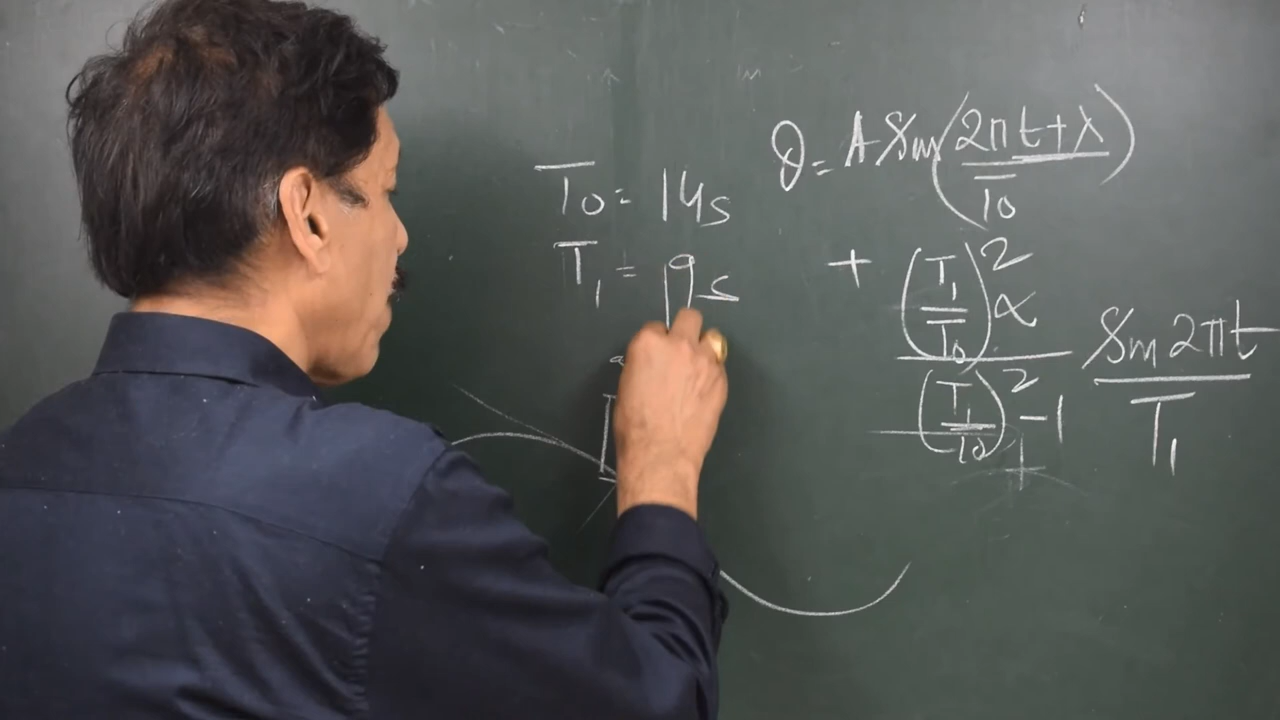 T₀ = 14s
T₁ = 9s
θ = A Sin(2πt+λ / T₀)
+ (T₁/T₀)² α / (T₁/T₀)² - 1 Sin 2πt / T₁